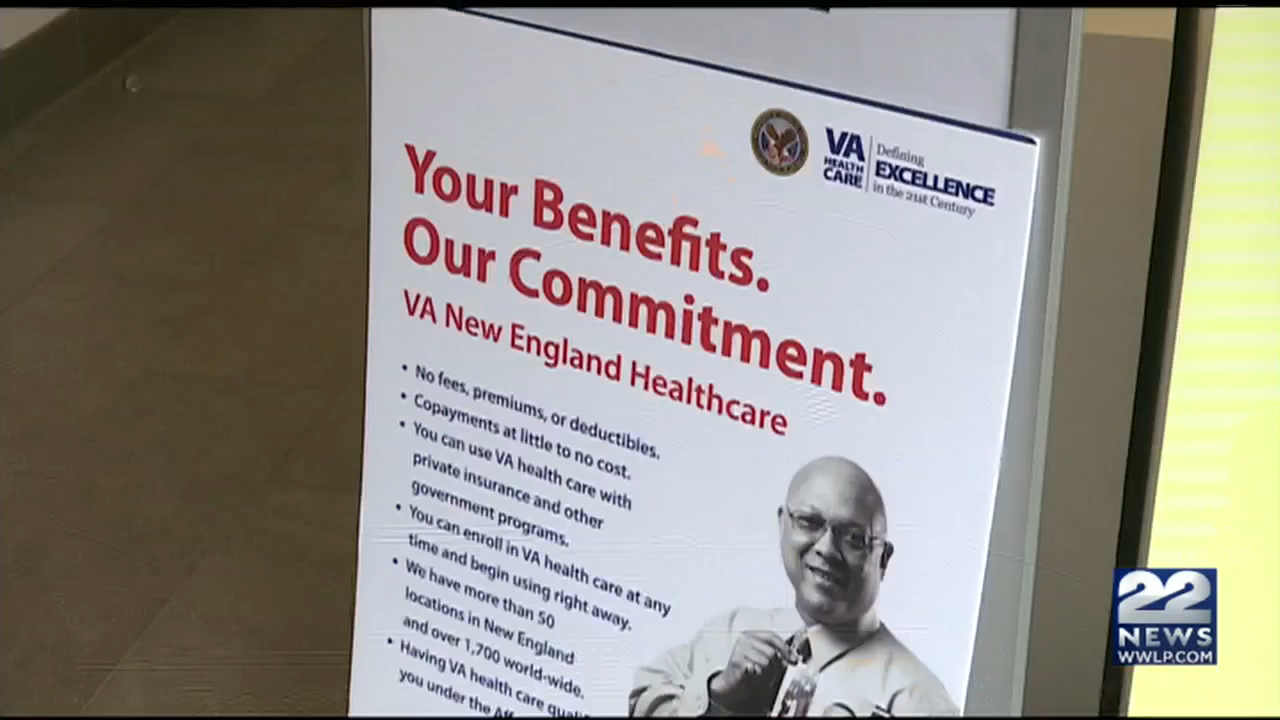 VA
HEALTH
CARE
Defining
EXCELLENCE
in the 21st Century
Your Benefits.
Our Commitment.
VA New England Healthcare
• No fees, premiums, or deductibles.
• Copayments at little to no cost.
• You can use VA health care with
private insurance and other
government programs.
• You can enroll in VA health care at any
time and begin using right away.
• We have more than 50
locations in New England
and over 1,700 world-wide.
• Having VA health care
you under the
22
NEWS
WWLP.COM